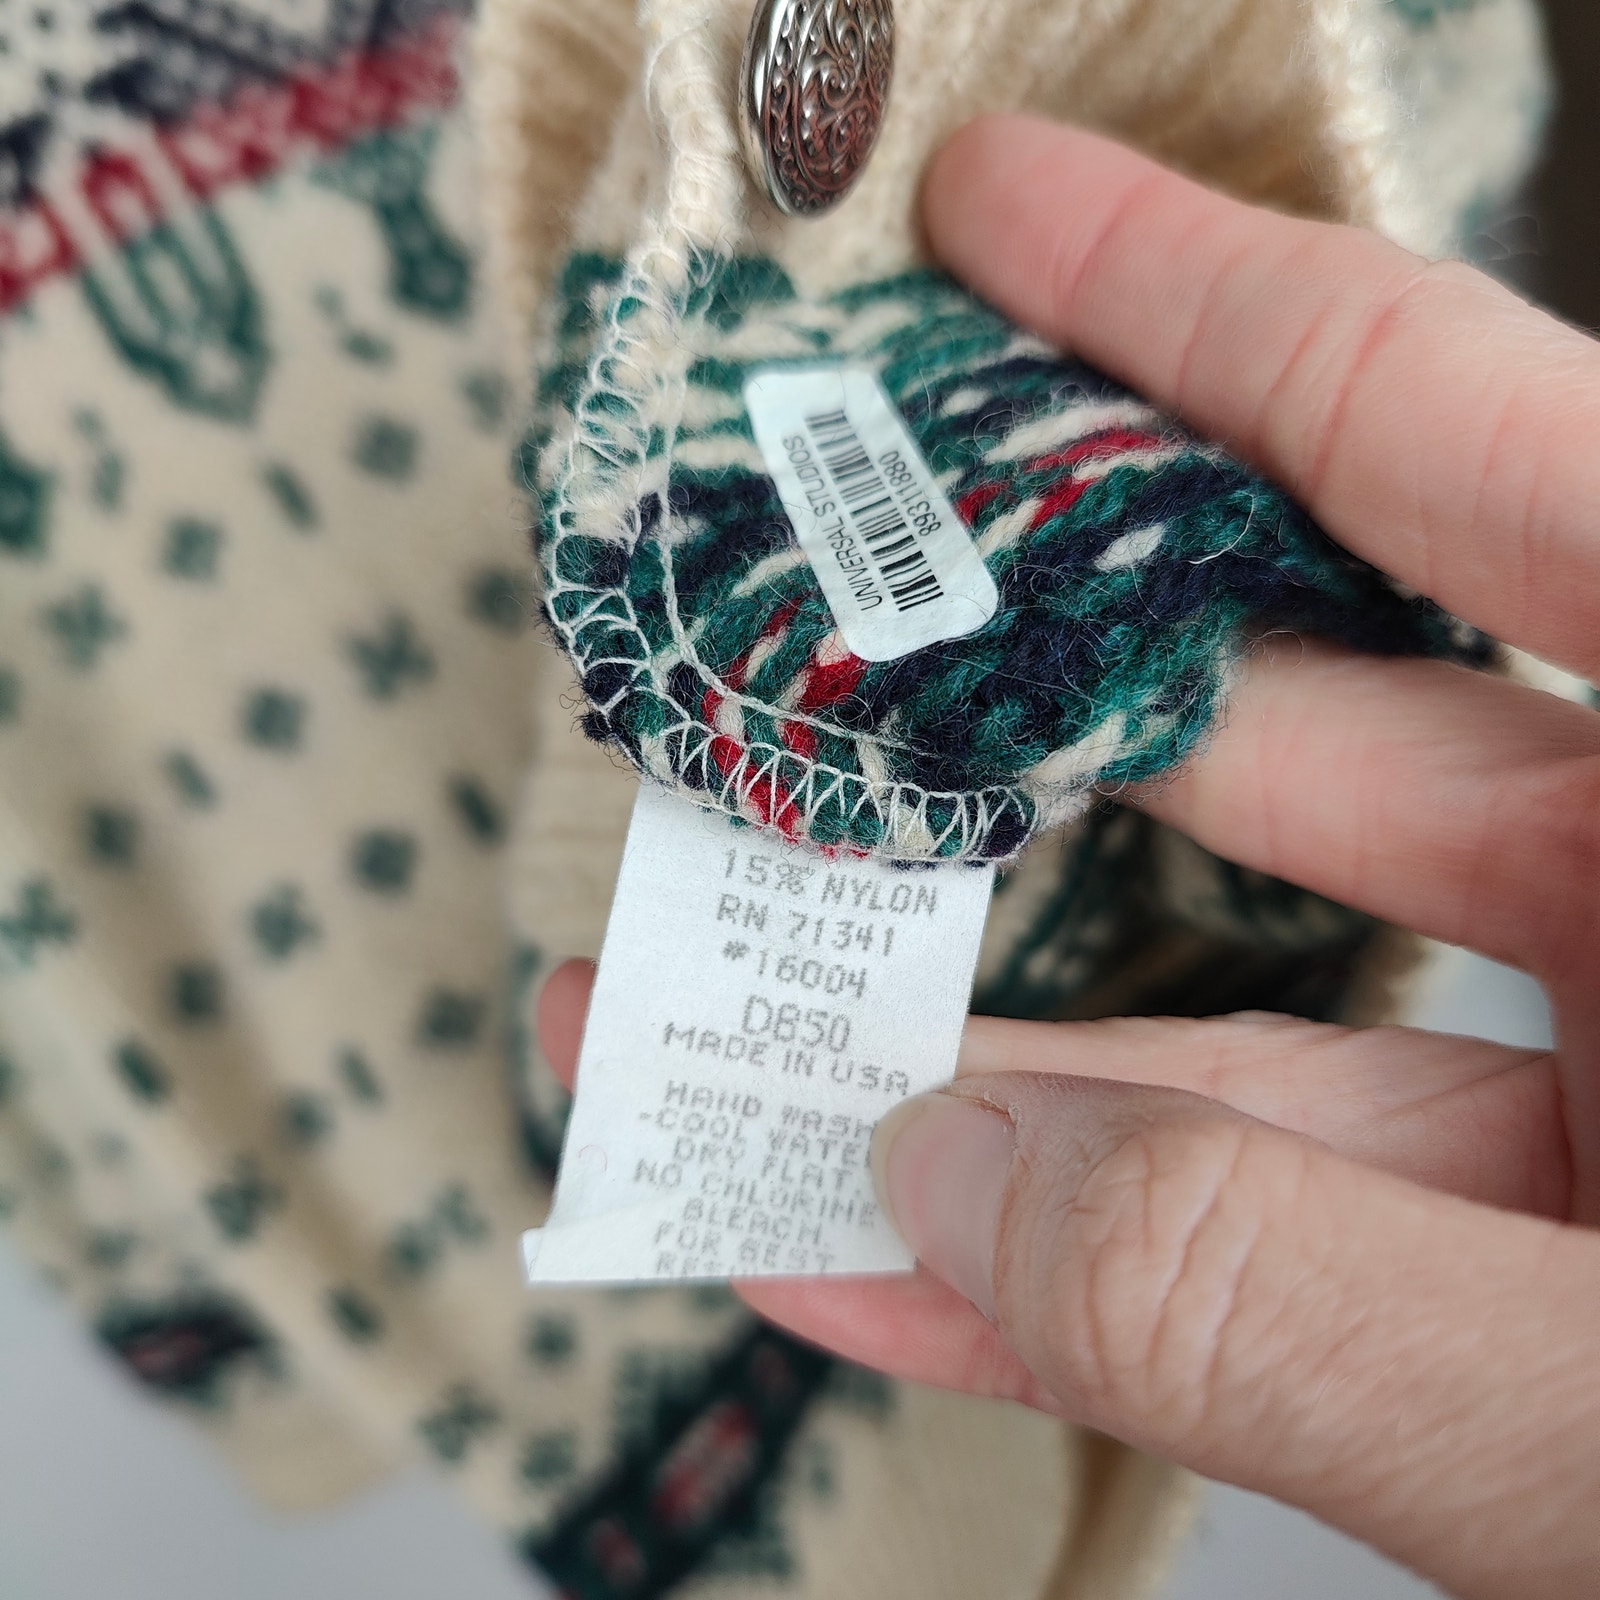 UNIVERSAL STUDIOS
89311880
15% NYLON
RN 71341
#16004
D850
MADE IN USA
HAND WASH
-COOL WATER
DRY FLAT.
NO CHLORINE
BLEACH.
FOR BEST